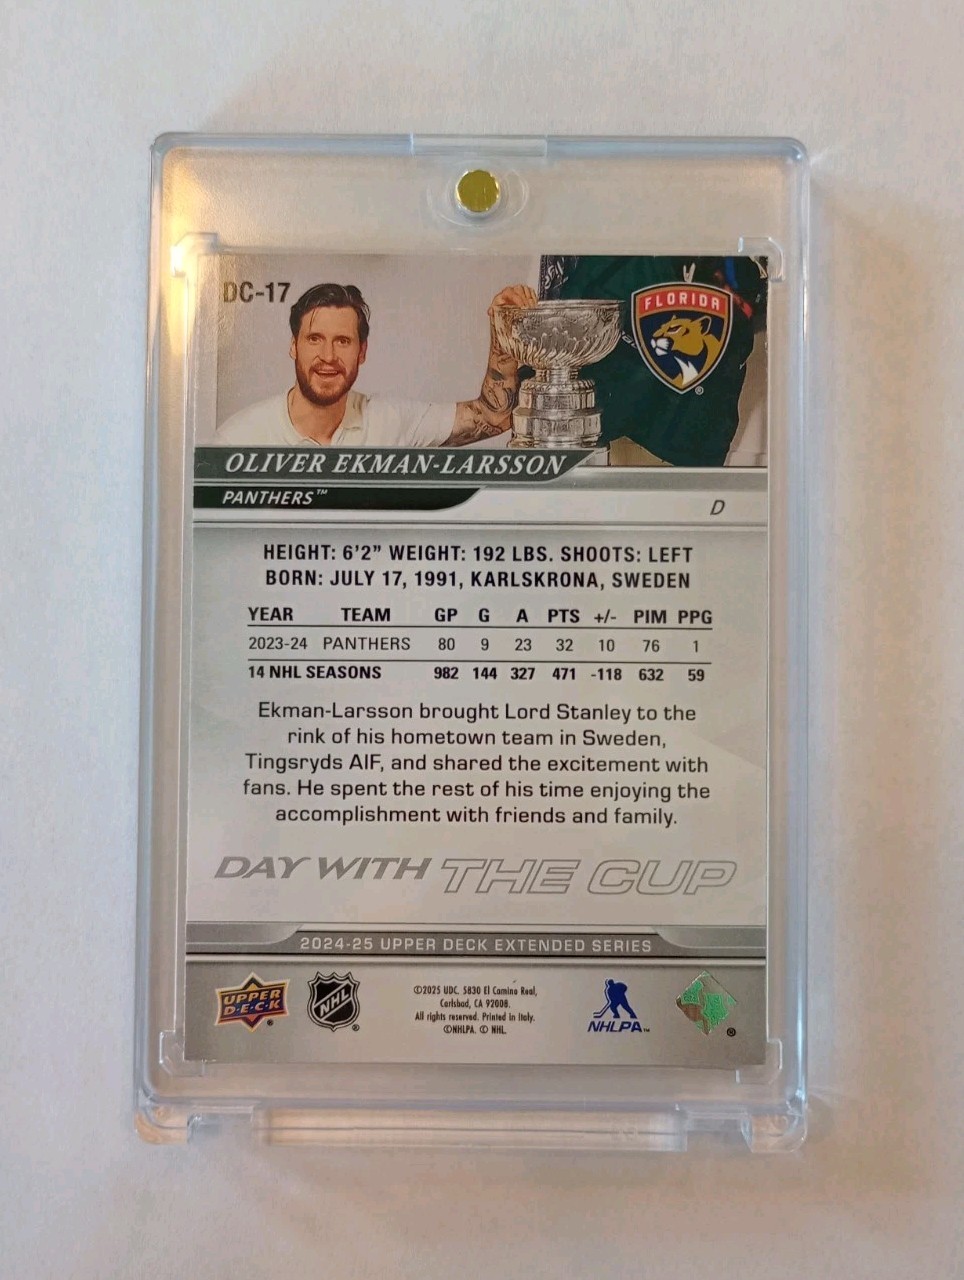 DC-17
FLORIDA
®
OLIVER EKMAN-LARSSON
PANTHERS™
D
HEIGHT: 6'2" WEIGHT: 192 LBS. SHOOTS: LEFT
BORN: JULY 17, 1991, KARLSKRONA, SWEDEN
YEAR TEAM GP G A PTS +/- PIM PPG
2023-24 PANTHERS 80 9 23 32 10 76 1
14 NHL SEASONS 982 144 327 471 -118 632 59
Ekman-Larsson brought Lord Stanley to the
rink of his hometown team in Sweden,
Tingsryds AIF, and shared the excitement with
fans. He spent the rest of his time enjoying the
accomplishment with friends and family.
DAY WITH THE CUP
2024-25 UPPER DECK EXTENDED SERIES
UPPER
D·E·C·K ®
NHL ®
©2025 UDC. 5830 El Camino Real,
Carlsbad, CA 92008.
All rights reserved. Printed in Italy.
©NHLPA. © NHL.
NHLPA™
®